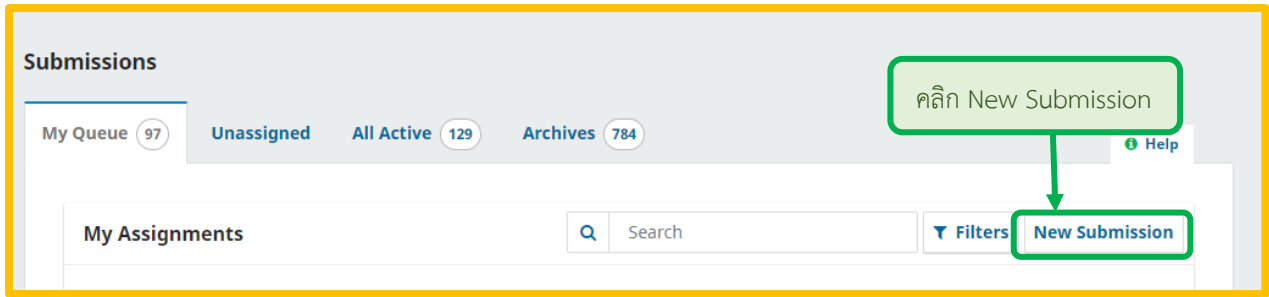 Submissions
คลิก New Submission
My Queue 97 Unassigned All Active 129 Archives 784
Help
My Assignments Search Filters New Submission